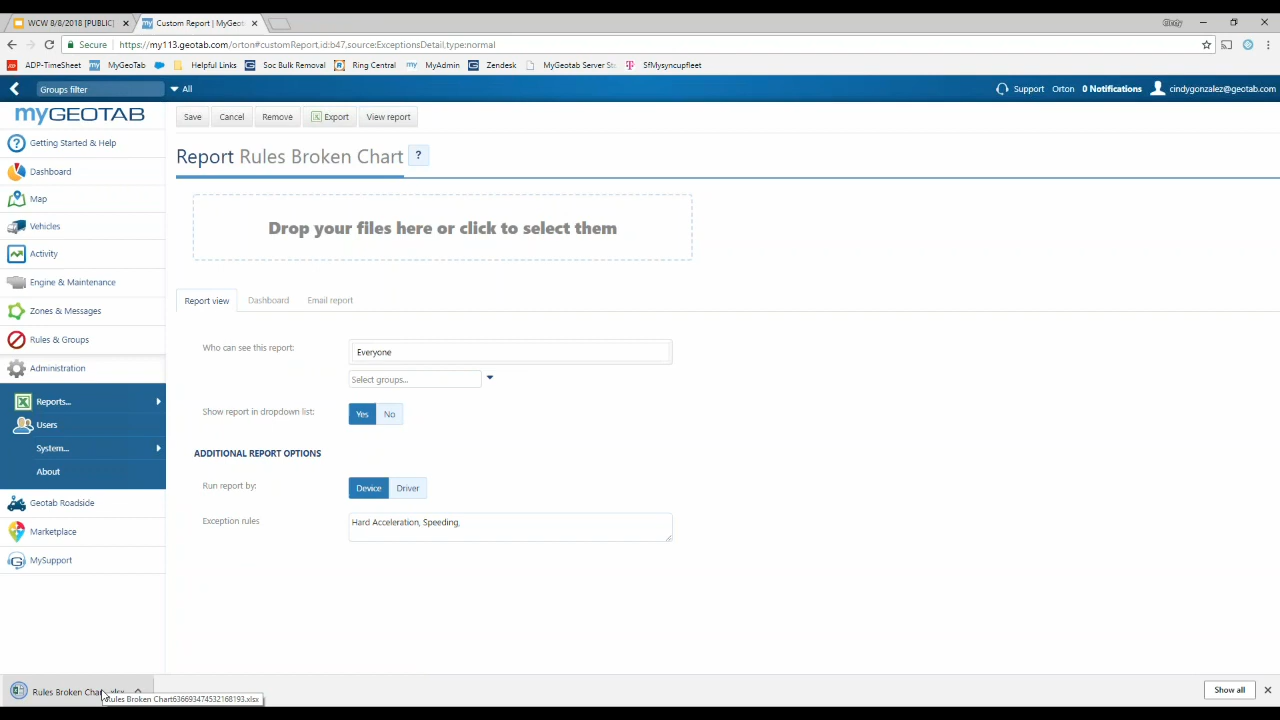 WCW 8/8/2018 [PUBLIC]
Custom Report | MyGeot
Cindy
Secure
https://my113.geotab.com/orton#customReport,id:b47,source:ExceptionsDetail,type:normal
ADP-TimeSheet
MyGeoTab
Helpful Links
Soc Bulk Removal
Ring Central
my
MyAdmin
Zendesk
MyGeotab Server St
SfMysyncupfleet
Groups filter
All
Support
Orton
0 Notifications
cindygonzalez@geotab.com
myGEOTAB
Save
Cancel
Remove
Export
View report
Getting Started & Help
Report Rules Broken Chart
?
Dashboard
Map
Vehicles
Activity
Engine & Maintenance
Zones & Messages
Rules & Groups
Administration
Reports...
Users
System...
About
Geotab Roadside
Marketplace
MySupport
Drop your files here or click to select them
Report view
Dashboard
Email report
Who can see this report:
Everyone
Select groups...
Show report in dropdown list:
Yes
No
ADDITIONAL REPORT OPTIONS
Run report by:
Device
Driver
Exception rules
Hard Acceleration, Speeding,
Rules Broken
Rules Broken Chart636693474532168193.xlsx
Show all